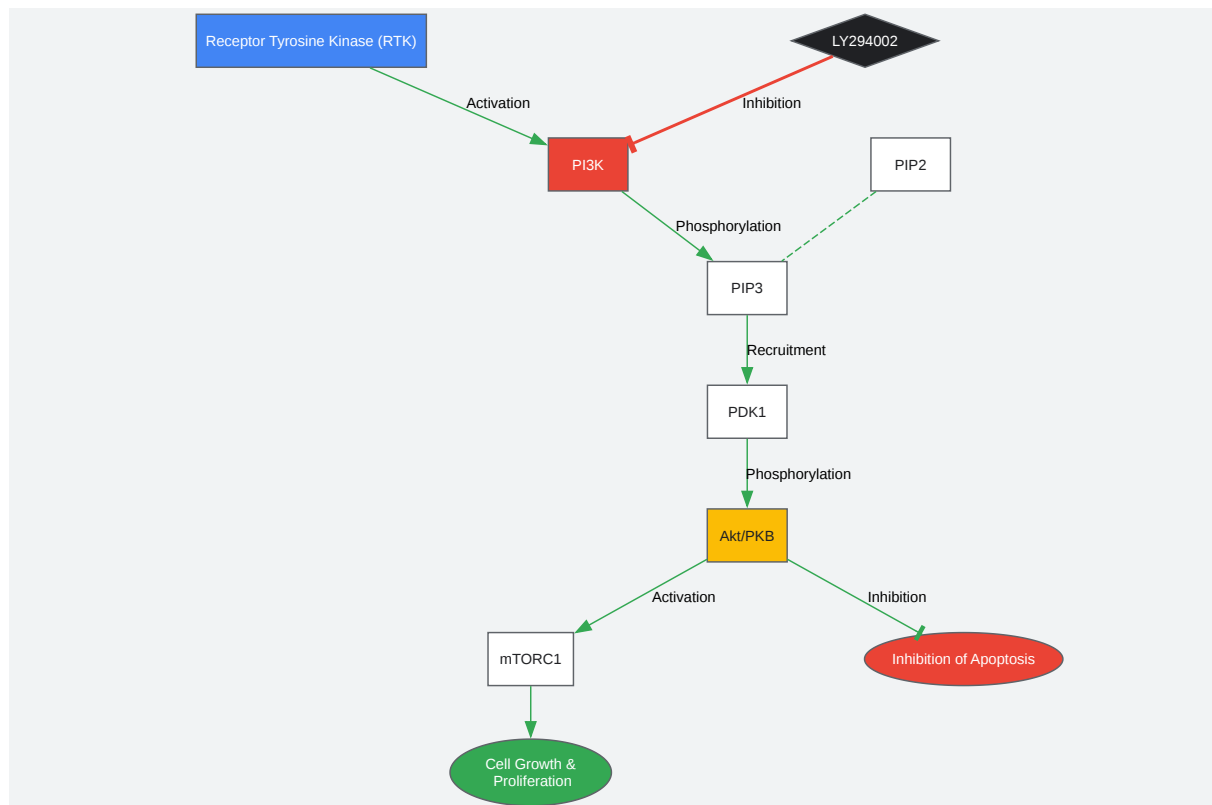 Receptor Tyrosine Kinase (RTK)
LY294002
Activation
Inhibition
PI3K
PIP2
Phosphorylation
PIP3
Recruitment
PDK1
Phosphorylation
Akt/PKB
Activation
Inhibition
mTORC1
Inhibition of Apoptosis
Cell Growth &
Proliferation